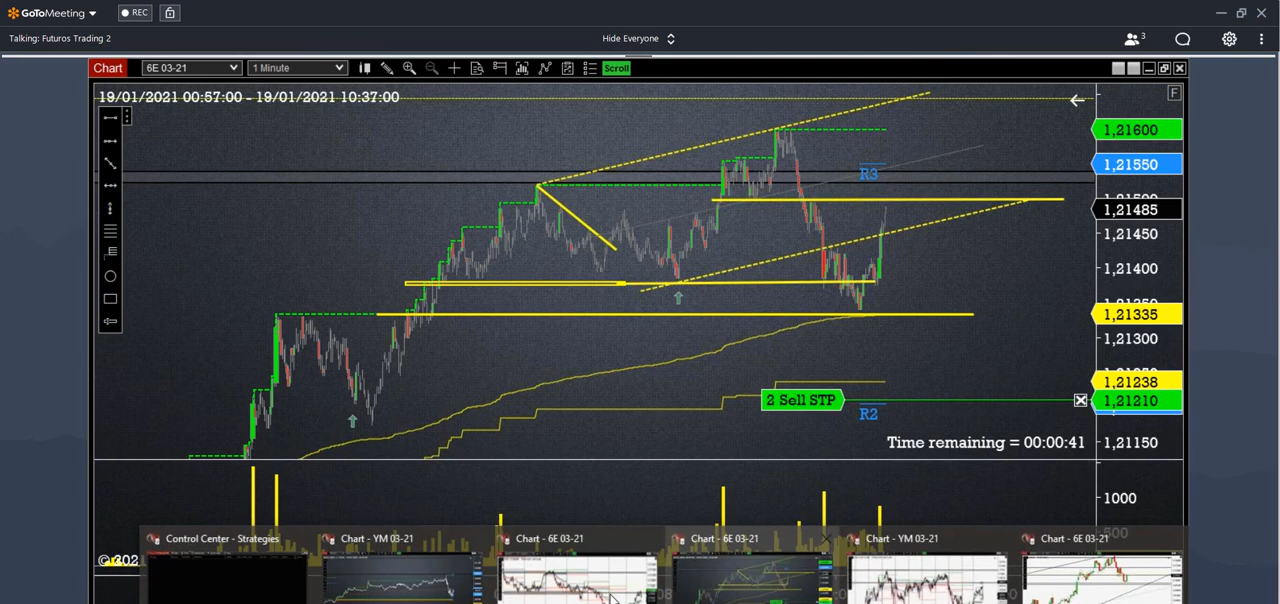 GoToMeeting
REC
Talking: Futuros Trading 2
Hide Everyone
3
Chart
6E 03-21
1 Minute
Scroll
19/01/2021 00:57:00 - 19/01/2021 10:37:00
F
1,21600
1,21550
R3
1,21485
1,21450
1,21400
1,21335
1,21300
1,21238
2 Sell STP
1,21210
R2
Time remaining = 00:00:41
1,21150
1000
500
Control Center - Strategies
Chart - YM 03-21
Chart - 6E 03-21
Chart - 6E 03-21
Chart - YM 03-21
Chart - 6E 03-21